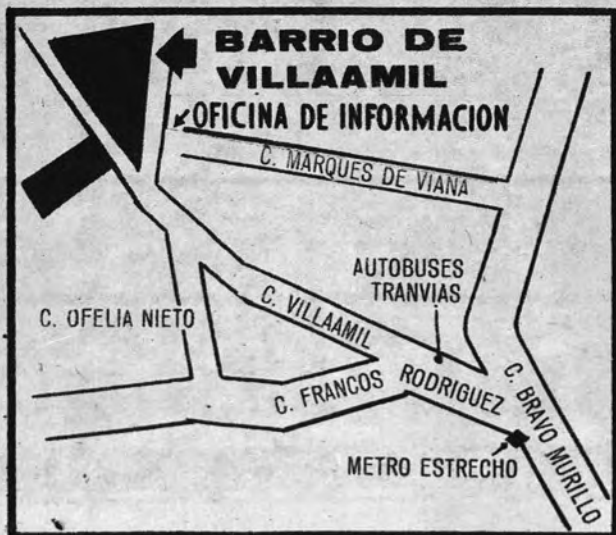 BARRIO DE
VILLAAMIL
OFICINA DE INFORMACION
C. MARQUES DE VIANA
AUTOBUSES
TRANVIAS
C. OFELIA NIETO
C. VILLAAMIL
C. FRANCOS RODRIGUEZ
C. BRAVO MURILLO
METRO ESTRECHO